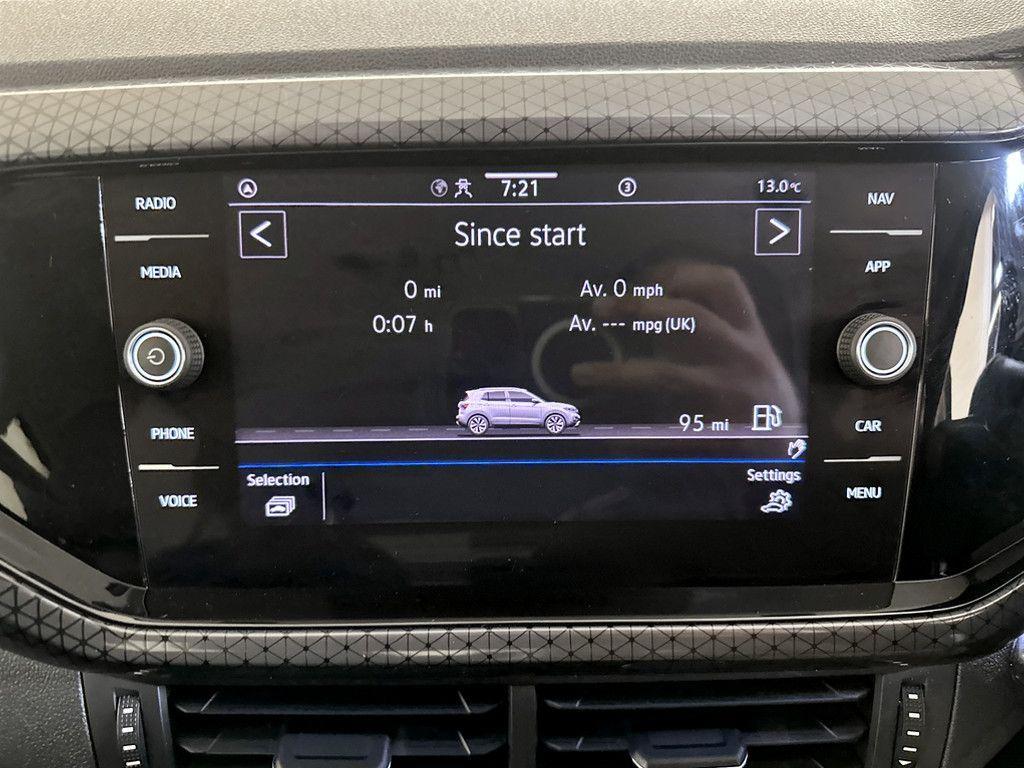 RADIO
MEDIA
PHONE
VOICE
7:21
3
13.0°C
Since start
0 mi
Av. 0 mph
0:07 h
Av. --- mpg (UK)
95 mi
Selection
Settings
NAV
APP
CAR
MENU